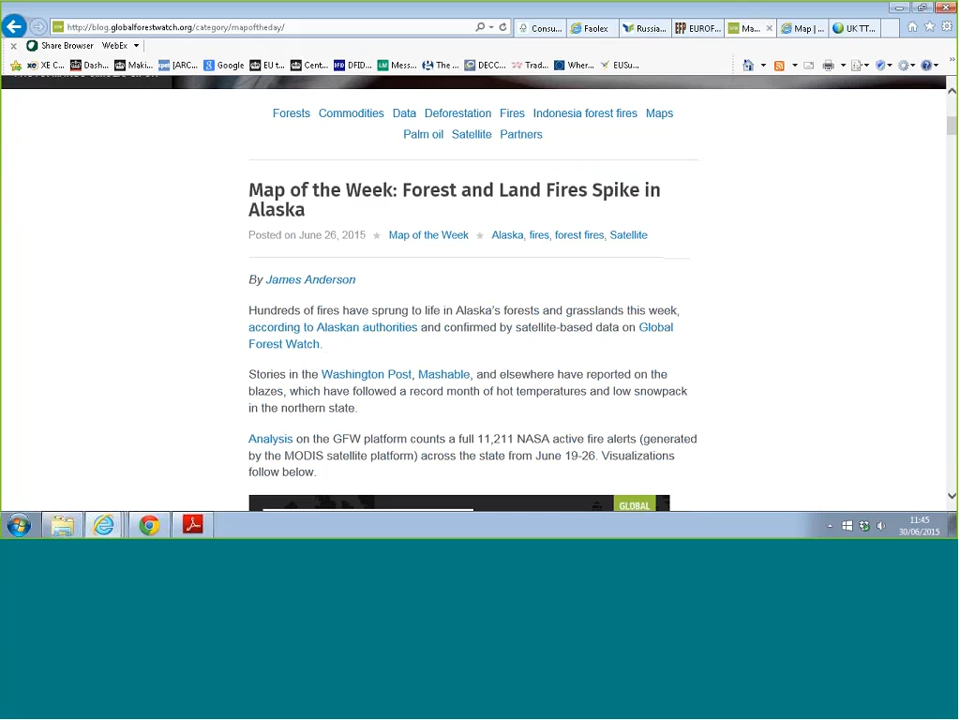 http://blog.globalforestwatch.org/category/mapoftheday/
Consu...
Faolex
Russia...
EUROF...
Ma...
Map | ...
UK TT...
Share Browser WebEx
XE C...
Dash...
Maki...
[ARC...
Google
EU t...
Cent...
DFID...
Mess...
The ...
DECC...
Trad...
Wher...
EUSu...
Forests Commodities Data Deforestation Fires Indonesia forest fires Maps
Palm oil Satellite Partners
Map of the Week: Forest and Land Fires Spike in
Alaska
Posted on June 26, 2015 ★ Map of the Week ★ Alaska, fires, forest fires, Satellite
By James Anderson
Hundreds of fires have sprung to life in Alaska's forests and grasslands this week,
according to Alaskan authorities and confirmed by satellite-based data on Global
Forest Watch.
Stories in the Washington Post, Mashable, and elsewhere have reported on the
blazes, which have followed a record month of hot temperatures and low snowpack
in the northern state.
Analysis on the GFW platform counts a full 11,211 NASA active fire alerts (generated
by the MODIS satellite platform) across the state from June 19-26. Visualizations
follow below.
GLOBAL
11:45
30/06/2015